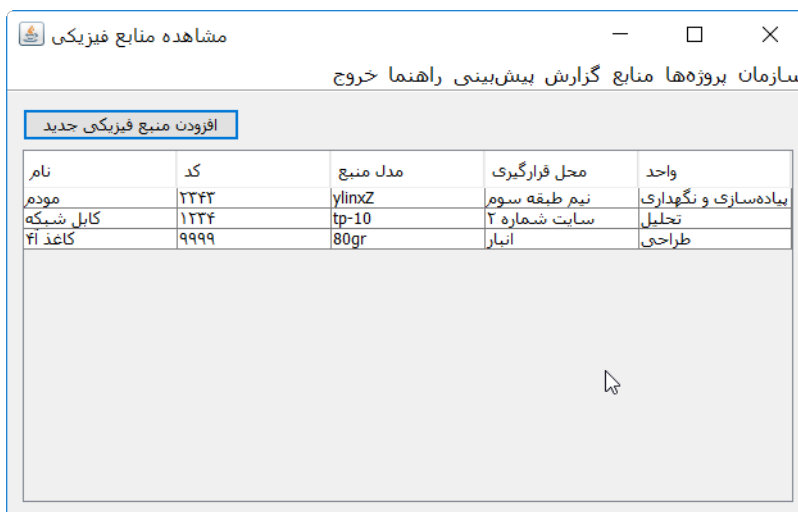 مشاهده منابع فیزیکی
سازمان پروژه‌ها منابع گزارش پیش‌بینی راهنما خروج
افزودن منبع فیزیکی جدید
نام کد مدل منبع محل قرارگیری واحد
مودم ۲۳۴۳ ylinxZ نیم طبقه سوم پیاده‌سازی و نگهداری
کابل شبکه ۱۲۳۴ tp-10 سایت شماره ۲ تحلیل
کاغذ آ۴ ۹۹۹۹ 80gr انبار طراحی